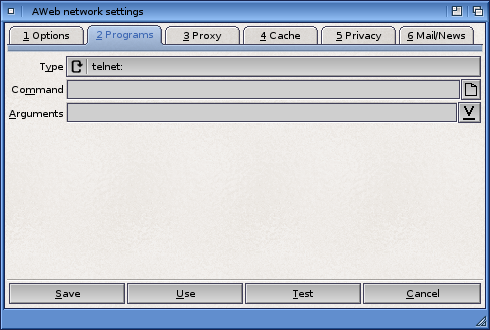 AWeb network settings
1 Options 2 Programs 3 Proxy 4 Cache 5 Privacy 6 Mail/News
Type telnet:
Command
Arguments
Save Use Test Cancel